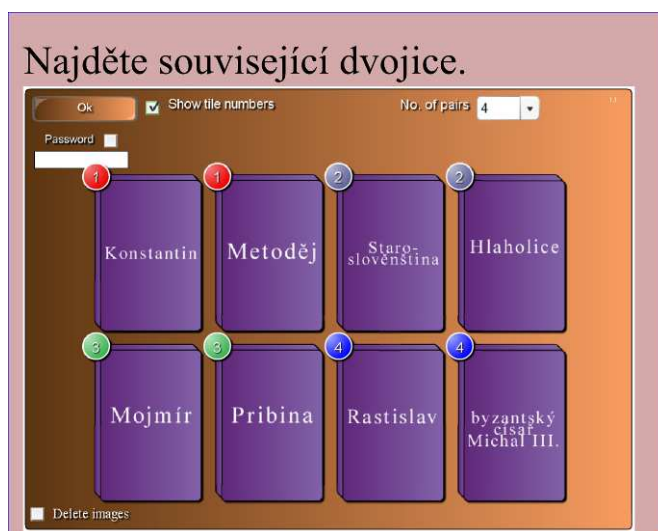 Najděte související dvojice.
Ok
Show tile numbers
No. of pairs 4
Password
1
1
2
2
Konstantin
Metoděj
Staro-
slověnština
Hlaholice
3
3
4
4
Mojmír
Pribina
Rastislav
byzantský
císař
Michal III.
Delete images